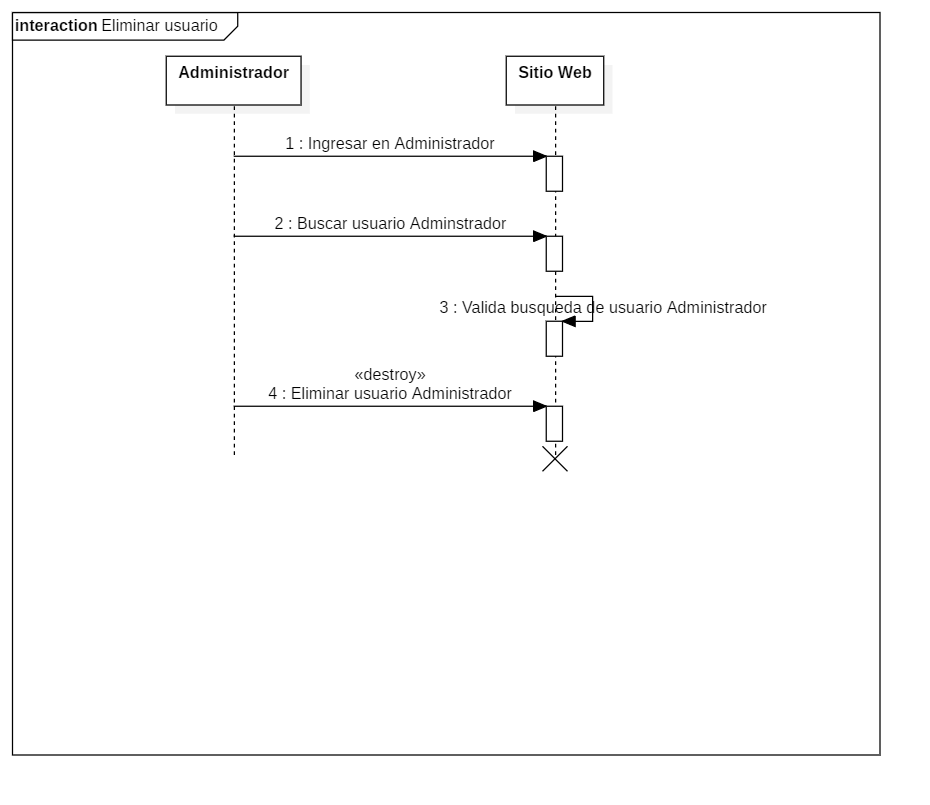 interaction Eliminar usuario
Administrador
Sitio Web
1 : Ingresar en Administrador
2 : Buscar usuario Adminstrador
3 : Valida busqueda de usuario Administrador
«destroy»
4 : Eliminar usuario Administrador